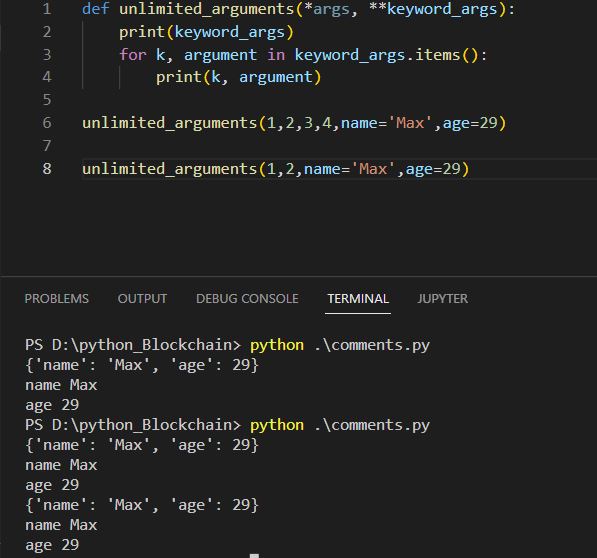 1 def unlimited_arguments(*args, **keyword_args):
2     print(keyword_args)
3     for k, argument in keyword_args.items():
4         print(k, argument)
5
6 unlimited_arguments(1,2,3,4,name='Max',age=29)
7
8 unlimited_arguments(1,2,name='Max',age=29)
PROBLEMS OUTPUT DEBUG CONSOLE TERMINAL JUPYTER
PS D:\python_Blockchain> python .\comments.py
{'name': 'Max', 'age': 29}
name Max
age 29
PS D:\python_Blockchain> python .\comments.py
{'name': 'Max', 'age': 29}
name Max
age 29
{'name': 'Max', 'age': 29}
name Max
age 29